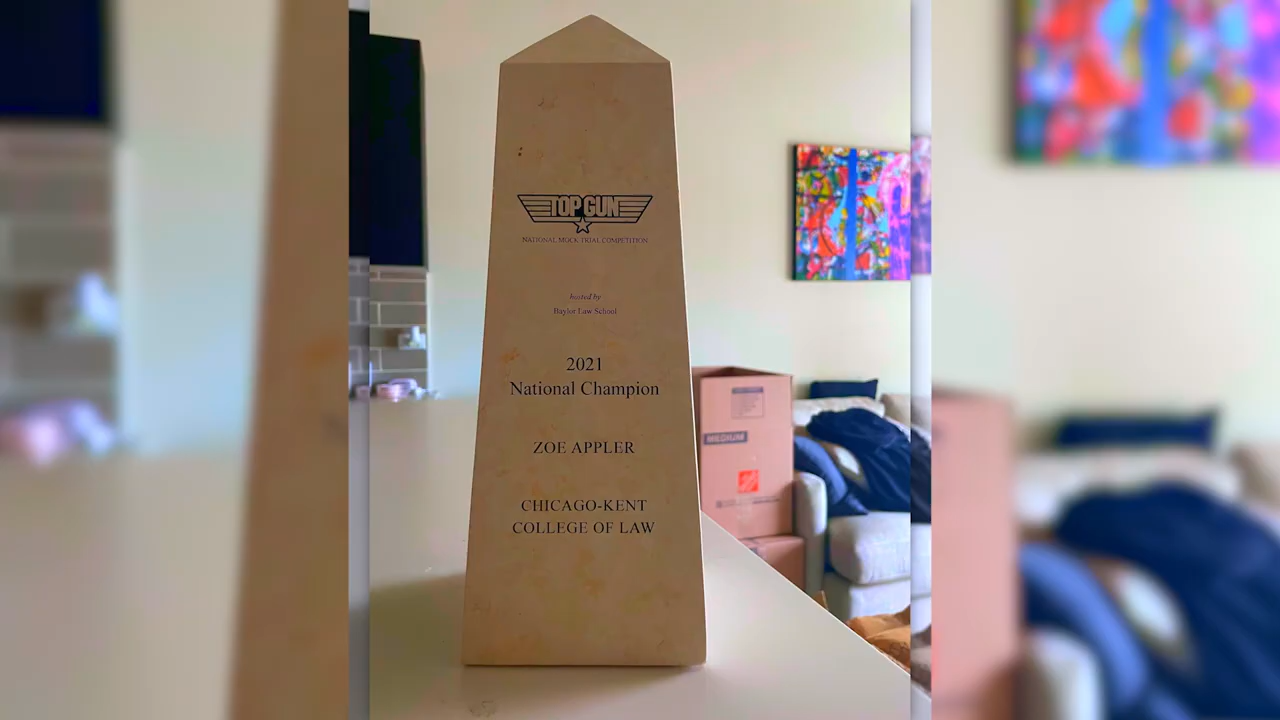 TOP GUN
NATIONAL MOCK TRIAL COMPETITION
hosted by
Baylor Law School
2021
National Champion
ZOE APPLER
CHICAGO-KENT
COLLEGE OF LAW
MEDIUM